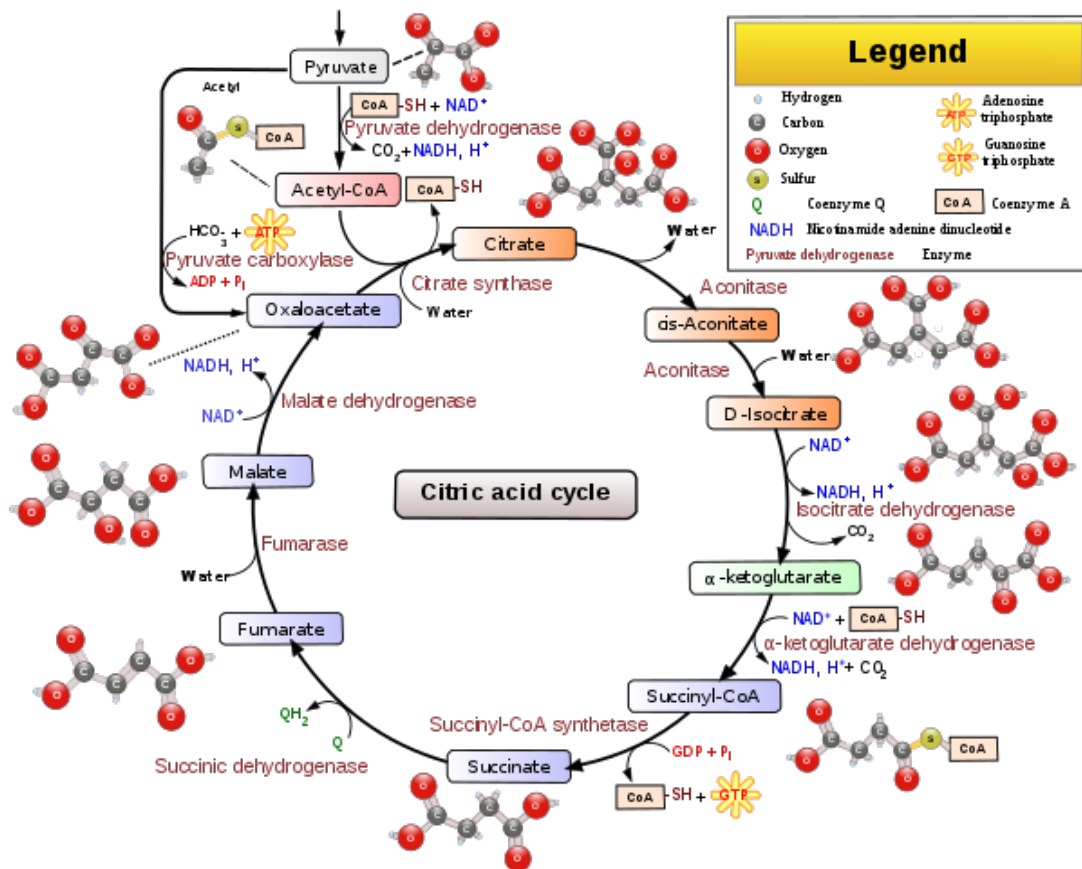 Legend
Hydrogen
Carbon
Oxygen
Sulfur
Q Coenzyme Q
NADH Nicotinamide adenine dinucleotide
Pyruvate dehydrogenase Enzyme
ATP Adenosine
triphosphate
GTP Guanosine
triphosphate
CoA Coenzyme A
Pyruvate
Acetyl
S CoA
CoA-SH + NAD+
Pyruvate dehydrogenase
CO2+NADH, H+
Acetyl-CoA
CoA-SH
HCO3- + ATP
Pyruvate carboxylase
ADP + Pi
Citrate
Citrate synthase
Water
Oxaloacetate
Water
Aconitase
cis-Aconitate
Water
Aconitase
D-Isocitrate
NAD+
NADH, H+
Isocitrate dehydrogenase
CO2
α-ketoglutarate
NAD+ + CoA-SH
α-ketoglutarate dehydrogenase
NADH, H++ CO2
Succinyl-CoA
S CoA
Succinyl-CoA synthetase
GDP + Pi
CoA-SH + GTP
Succinate
QH2
Q
Succinic dehydrogenase
Fumarate
Water
Fumarase
Malate
NADH, H+
NAD+
Malate dehydrogenase
Citric acid cycle